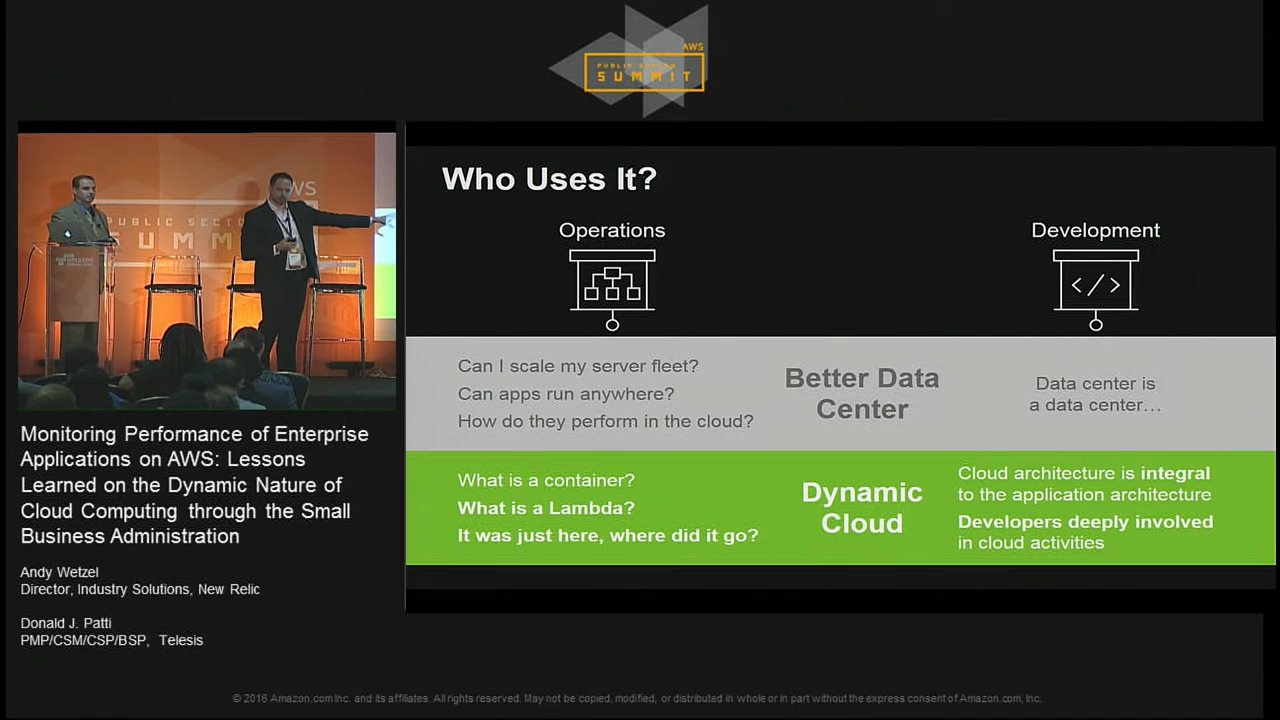 AWS
PUBLIC SECTOR
SUMMIT
WS
PUBLIC SECTO
SUMM
Monitoring Performance of Enterprise
Applications on AWS: Lessons
Learned on the Dynamic Nature of
Cloud Computing through the Small
Business Administration
Andy Wetzel
Director, Industry Solutions, New Relic
Donald J. Patti
PMP/CSM/CSP/BSP, Telesis
Who Uses It?
Operations
Development
</>
Can I scale my server fleet?
Can apps run anywhere?
How do they perform in the cloud?
Better Data
Center
Data center is
a data center…
What is a container?
What is a Lambda?
It was just here, where did it go?
Dynamic
Cloud
Cloud architecture is integral
to the application architecture
Developers deeply involved
in cloud activities
© 2016 Amazon.com Inc. and its affiliates. All rights reserved. May not be copied, modified, or distributed in whole or in part without the express consent of Amazon.com, Inc.